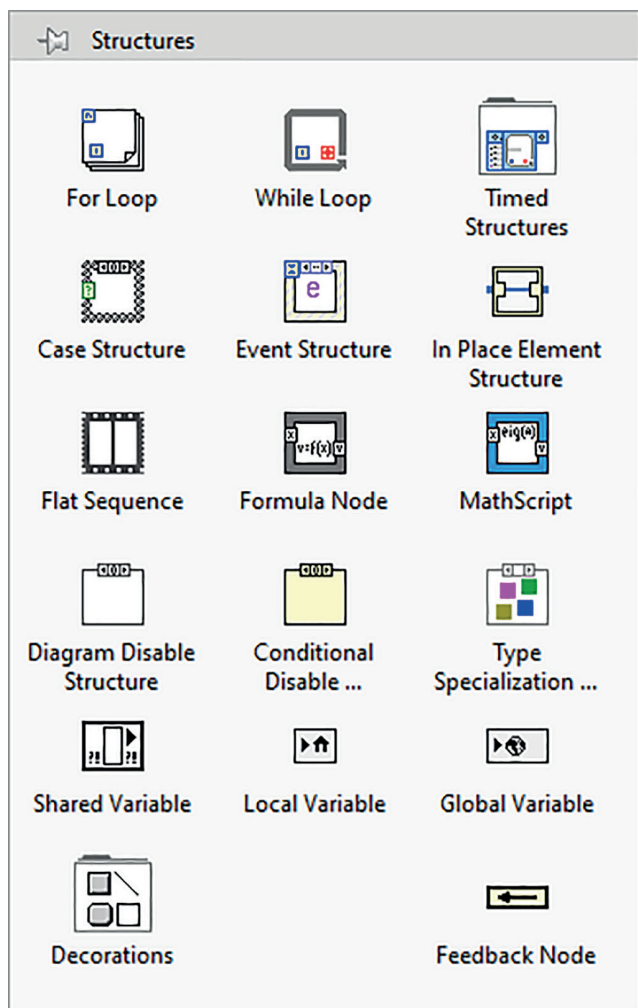 Structures
For Loop
While Loop
Timed
Structures
Case Structure
Event Structure
In Place Element
Structure
Flat Sequence
Formula Node
MathScript
Diagram Disable
Structure
Conditional
Disable ...
Type
Specialization ...
Shared Variable
Local Variable
Global Variable
Decorations
Feedback Node